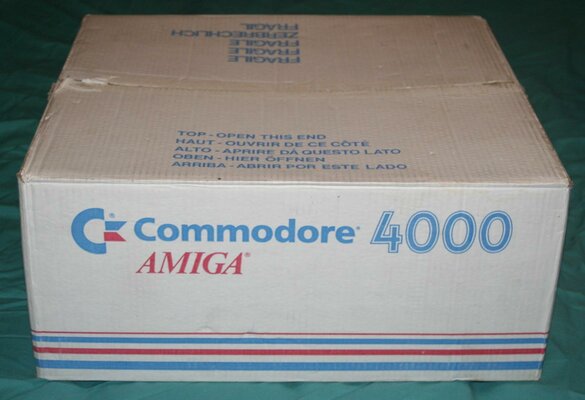 FRAGIL
ZERBRECHLICH
FRAGILE
FRAGILE
FRAGILE
TOP - OPEN THIS END
HAUT - OUVRIR DE CE CÔTÉ
ALTO - APRIRE DA QUESTO LATO
OBEN - HIER ÖFFNEN
ARRIBA - ABRIR POR ESTE LADO
Commodore® 4000
AMIGA®